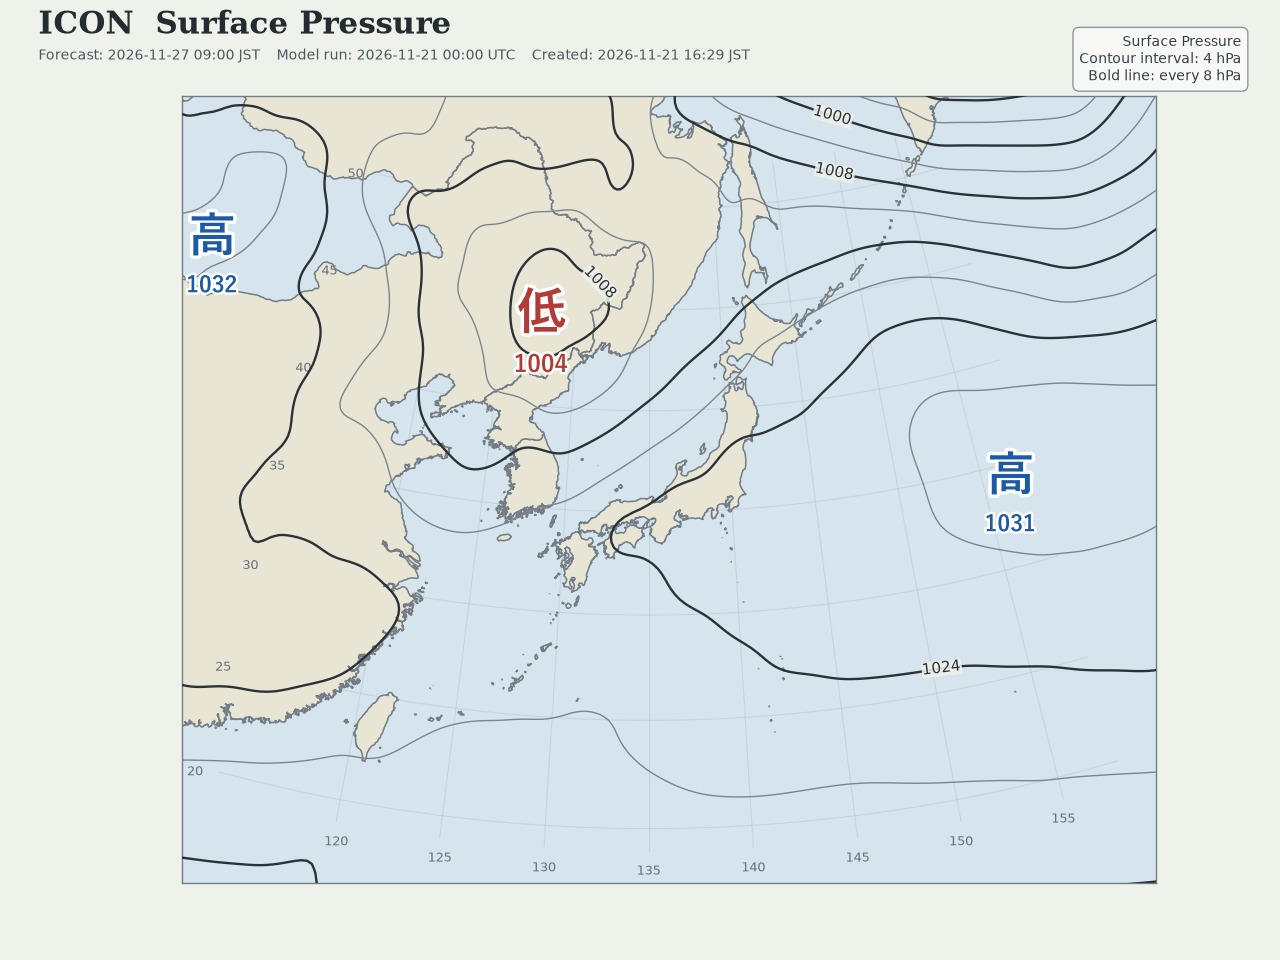 ICON  Surface Pressure
Forecast: 2026-11-27 09:00 JST    Model run: 2026-11-21 00:00 UTC    Created: 2026-11-21 16:29 JST
Surface Pressure
Contour interval: 4 hPa
Bold line: every 8 hPa
1000
1008
50
高
1032
45
1008
低
1004
40
35
高
1031
30
25
1024
20
120
125
130
135
140
145
150
155